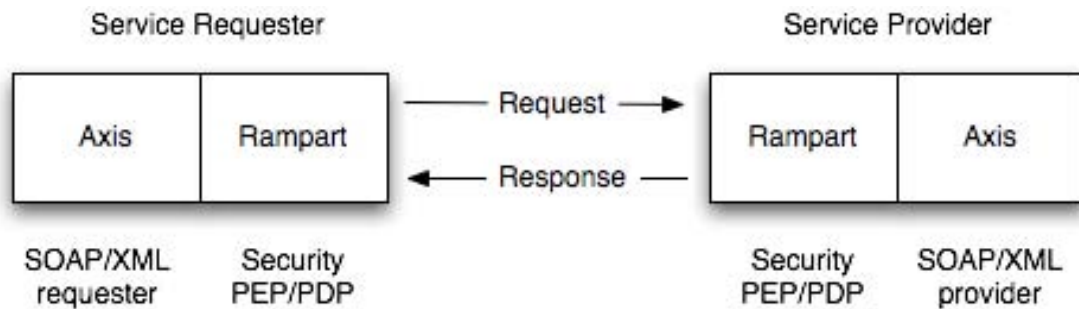 Service Requester
Service Provider
Axis
Rampart
Request
Response
Rampart
Axis
SOAP/XML
requester
Security
PEP/PDP
Security
PEP/PDP
SOAP/XML
provider